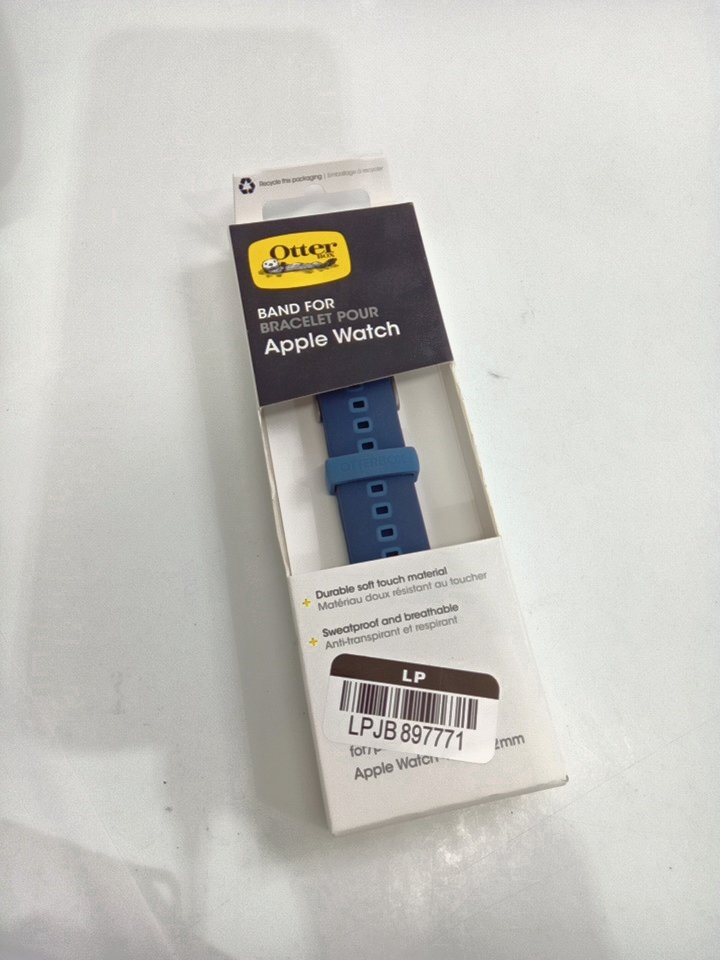 Recycle this packaging | Emballage à recycler
Otter
BOX
BAND FOR
BRACELET POUR
Apple Watch
OTTERBOX
+ Durable soft touch material
Matériau doux résistant au toucher
+ Sweatproof and breathable
Anti-transpirant et respirant
LP
LPJB 897771
for/p
Apple Watch 2mm